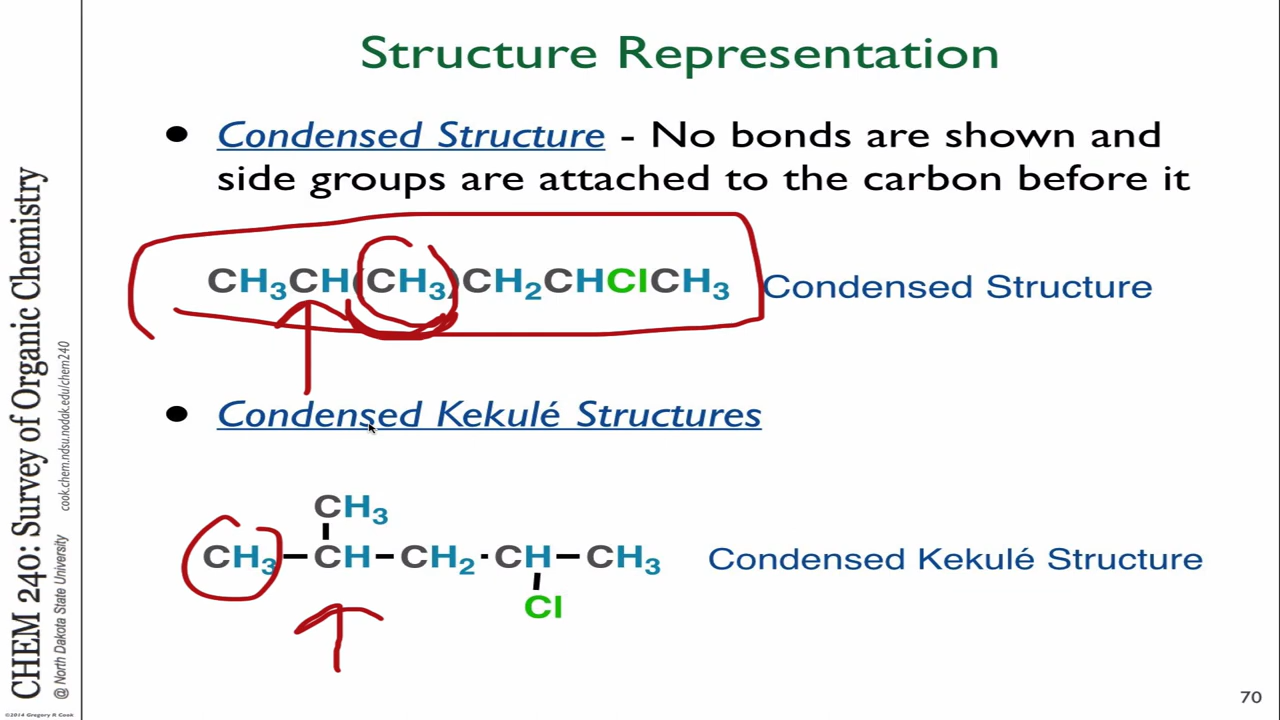 Structure Representation
• Condensed Structure - No bonds are shown and
side groups are attached to the carbon before it
CH₃CH(CH₃)CH₂CHClCH₃ Condensed Structure
• Condensed Kekulé Structures
CH₃
CH₃–CH–CH₂-CH–CH₃ Condensed Kekulé Structure
Cl
70
CHEM 240: Survey of Organic Chemistry
@ North Dakota State University cook.chem.ndsu.nodak.edu/chem240
©2014 Gregory R Cook